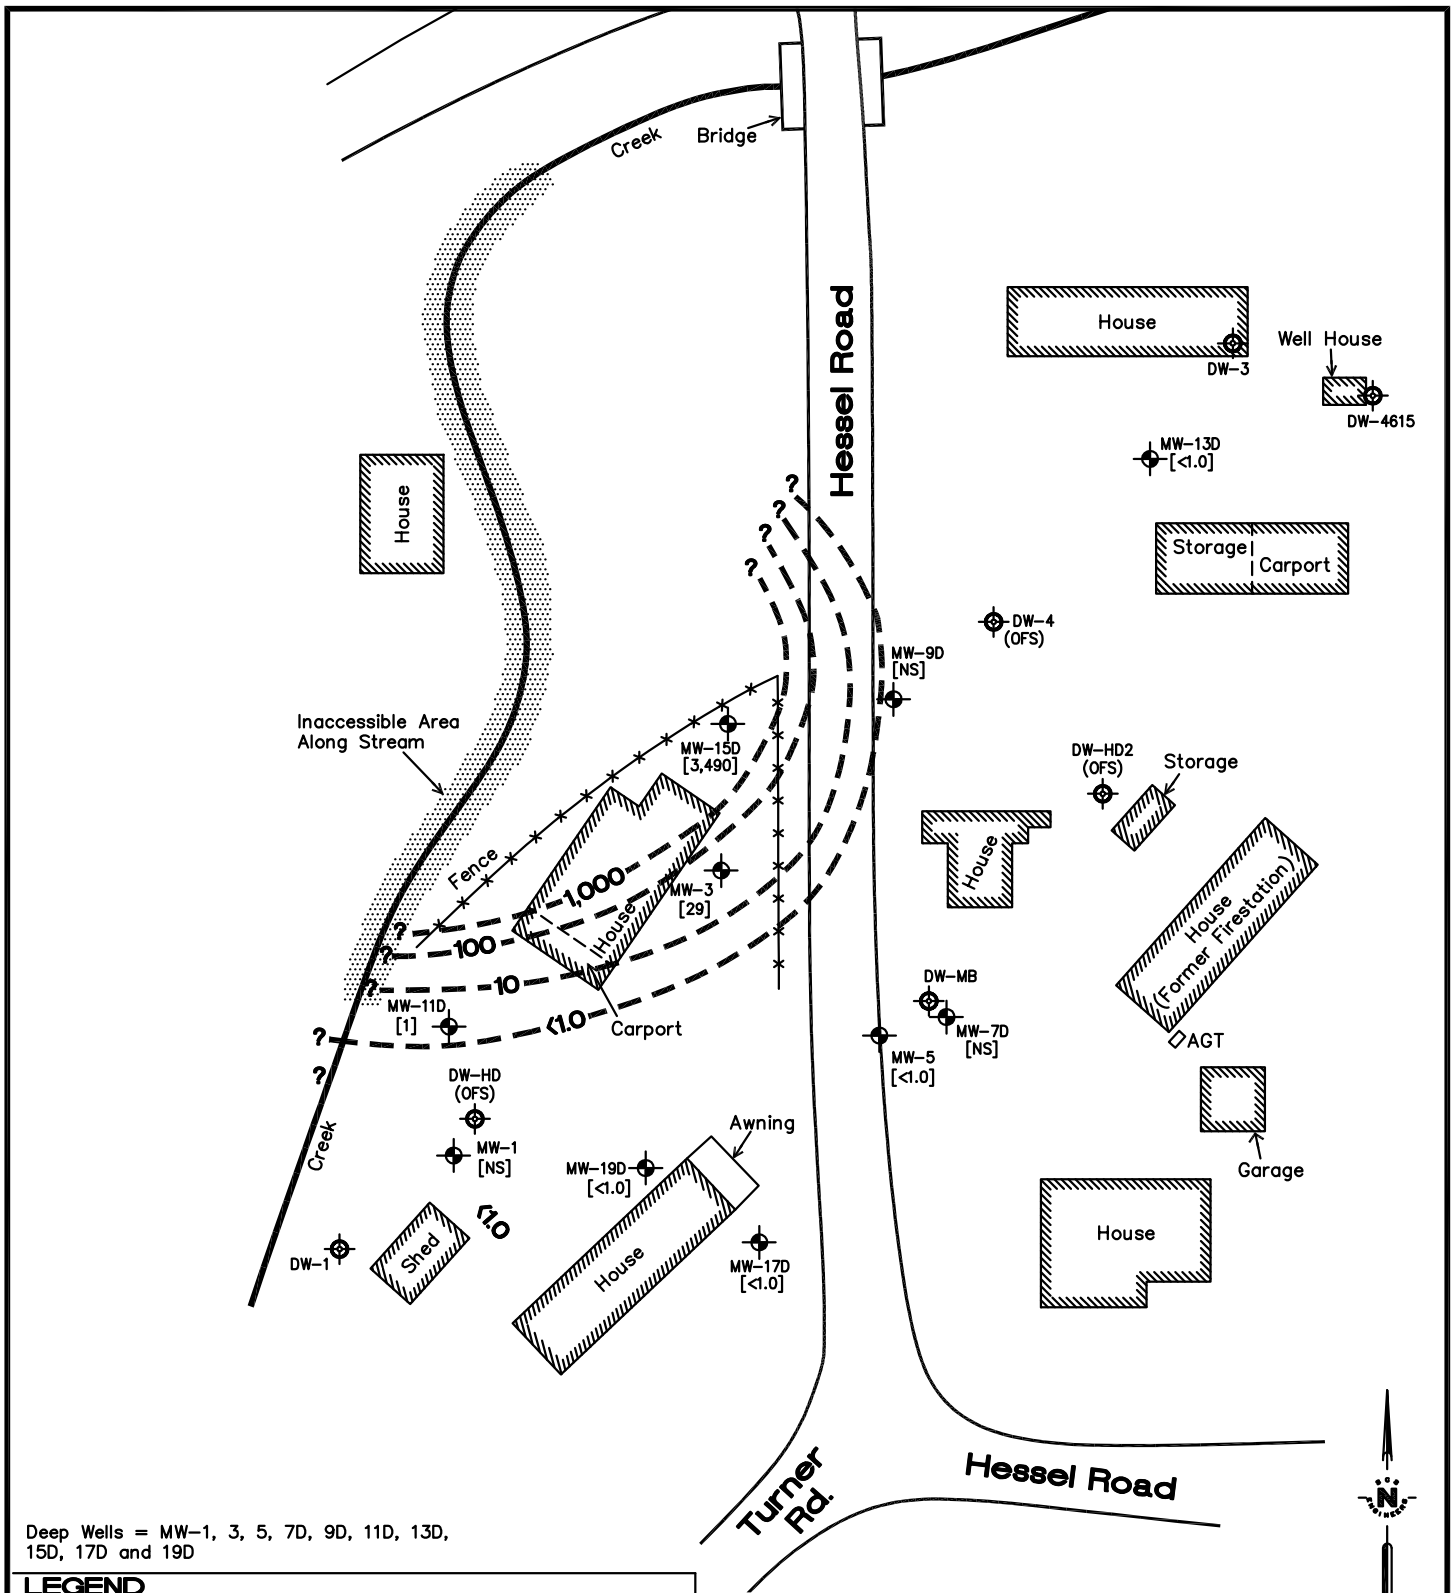 Creek
Bridge
Hessel Road
House
Well House
DW-3
DW-4615
MW-13D
[<1.0]
House
?
?
?
?
Storage
Carport
DW-4
(OFS)
MW-9D
[NS]
Inaccessible Area
Along Stream
MW-15D
[3,490]
DW-HD2
(OFS)
Storage
Fence
House
1,000
MW-3
[29]
House
House
(Former Firestation)
?
100
?
10
?
MW-11D
[1]
<1.0
Carport
DW-MB
MW-7D
[NS]
MW-5
[<1.0]
AGT
?
?
DW-HD
(OFS)
MW-1
[NS]
Creek
Awning
MW-19D
[<1.0]
Garage
<1.0
DW-1
Shed
House
MW-17D
[<1.0]
House
Turner
Rd.
Hessel Road
SCS
N
ENGINEERS
Deep Wells = MW-1, 3, 5, 7D, 9D, 11D, 13D,
15D, 17D and 19D
LEGEND